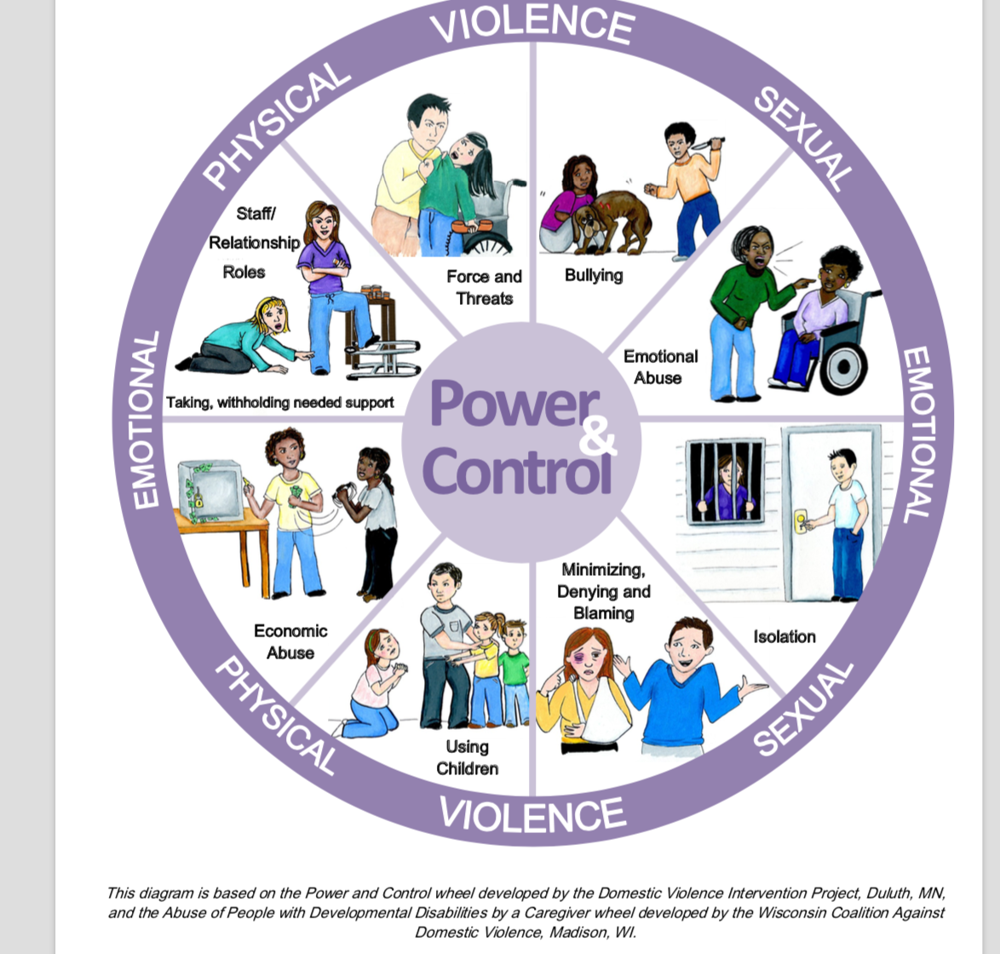 VIOLENCE
PHYSICAL
SEXUAL
Staff/
Relationship
Roles
Force and
Threats
Bullying
Emotional
Abuse
EMOTIONAL
EMOTIONAL
Taking, withholding needed support
Power
&
Control
Minimizing,
Denying and
Blaming
Economic
Abuse
Isolation
PHYSICAL
SEXUAL
Using
Children
VIOLENCE
This diagram is based on the Power and Control wheel developed by the Domestic Violence Intervention Project, Duluth, MN,
and the Abuse of People with Developmental Disabilities by a Caregiver wheel developed by the Wisconsin Coalition Against
Domestic Violence, Madison, WI.